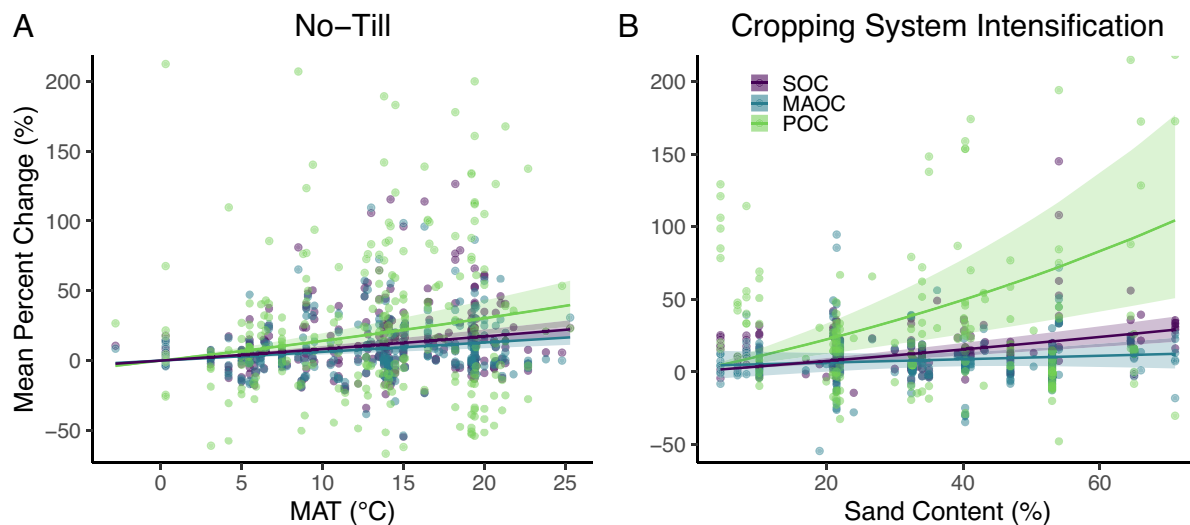 A
No−Till
B
Cropping System Intensification
Mean Percent Change (%)
200
150
100
50
0
−50
0
5
10
15
20
25
MAT (°C)
SOC
MAOC
POC
200
150
100
50
0
−50
20
40
60
Sand Content (%)